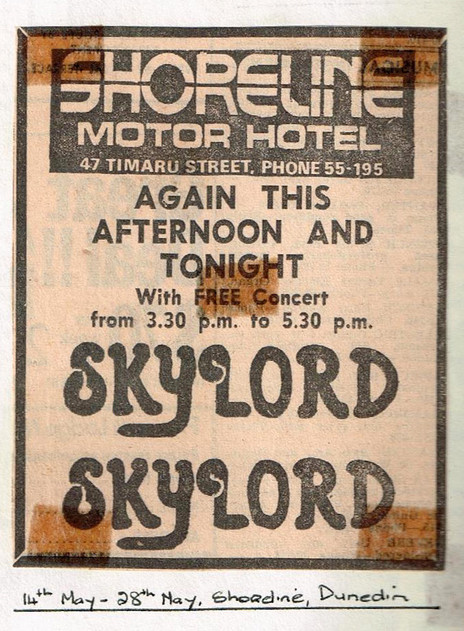 SHORELINE
MOTOR HOTEL
47 TIMARU STREET, PHONE 55-195
AGAIN THIS
AFTERNOON AND
TONIGHT
With FREE Concert
from 3.30 p.m. to 5.30 p.m.
SKYLORD
SKYLORD
14th May - 28th May, Shoreline, Dunedin